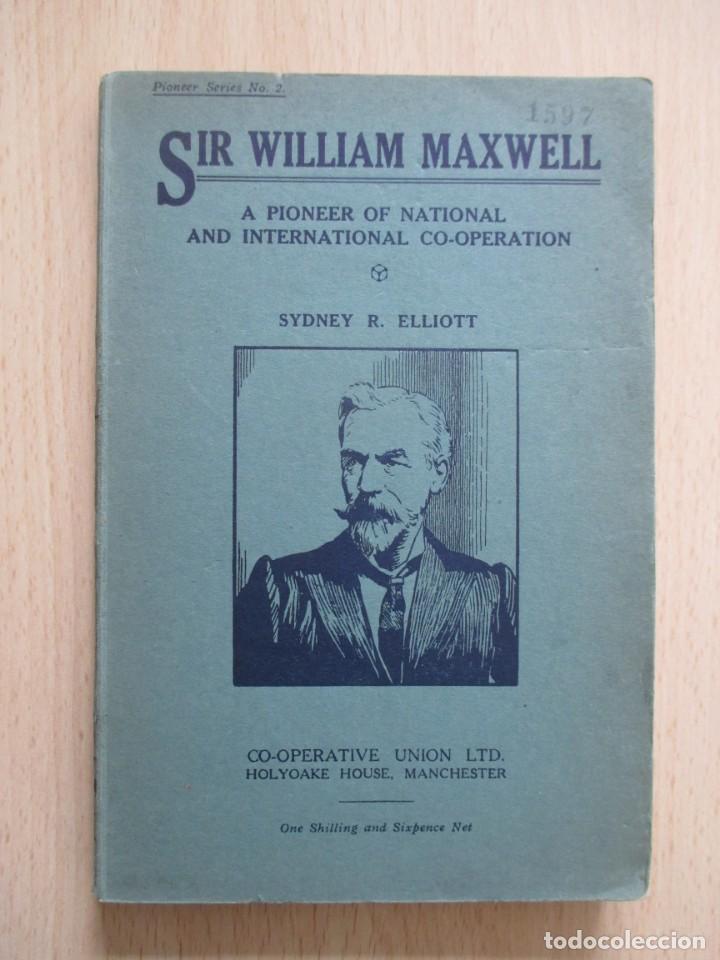 Pioneer Series No. 2.
1597
SIR WILLIAM MAXWELL
A PIONEER OF NATIONAL
AND INTERNATIONAL CO-OPERATION
SYDNEY R. ELLIOTT
CO-OPERATIVE UNION LTD.
HOLYOAKE HOUSE, MANCHESTER
One Shilling and Sixpence Net
todocoleccion